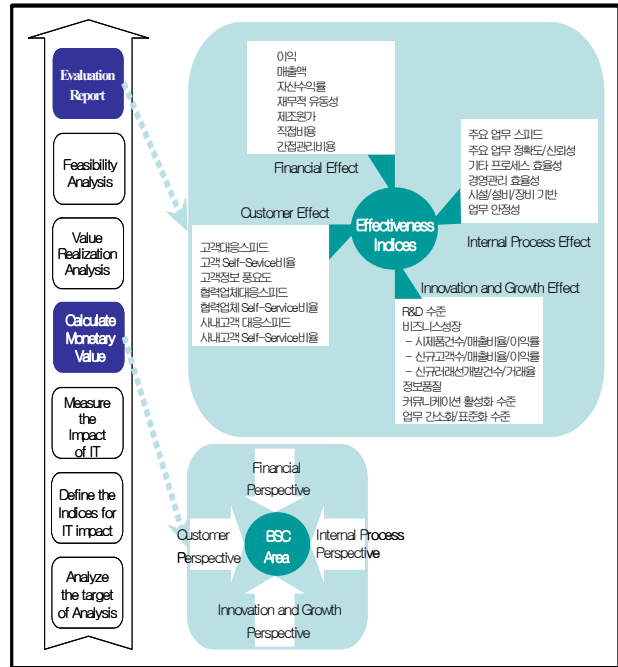 Evaluation
Report
Feasibility
Analysis
Value
Realization
Analysis
Calculate
Monetary
Value
Measure
the
Impact
of IT
Define the
Indices for
IT impact
Analyze
the target
of Analysis
이익
매출액
자산수익률
재무적 유동성
제조원가
직접비용
간접관리비용
Financial Effect
주요 업무 스피드
주요 업무 정확도/신뢰성
기타 프로세스 효율성
경영관리 효율성
시설/설비/장비 기반
업무 안정성
Internal Process Effect
Customer Effect
고객대응스피드
고객 Self-Sevice비율
고객정보 풍요도
협력업체대응스피드
협력업체 Self-Service비율
사내고객 대응스피드
사내고객 Self-Service비율
Effectiveness
Indices
Innovation and Growth Effect
R&D 수준
비즈니스성장
- 시제품건수/매출비율/이익률
- 신규고객수/매출비율/이익률
- 신규러래선개발건수/거래율
정보품질
커뮤니케이션 활성화 수준
업무 간소화/표준화 수준
Financial
Perspective
Customer
Perspective
BSC
Area
Internal Process
Perspective
Innovation and Growth
Perspective